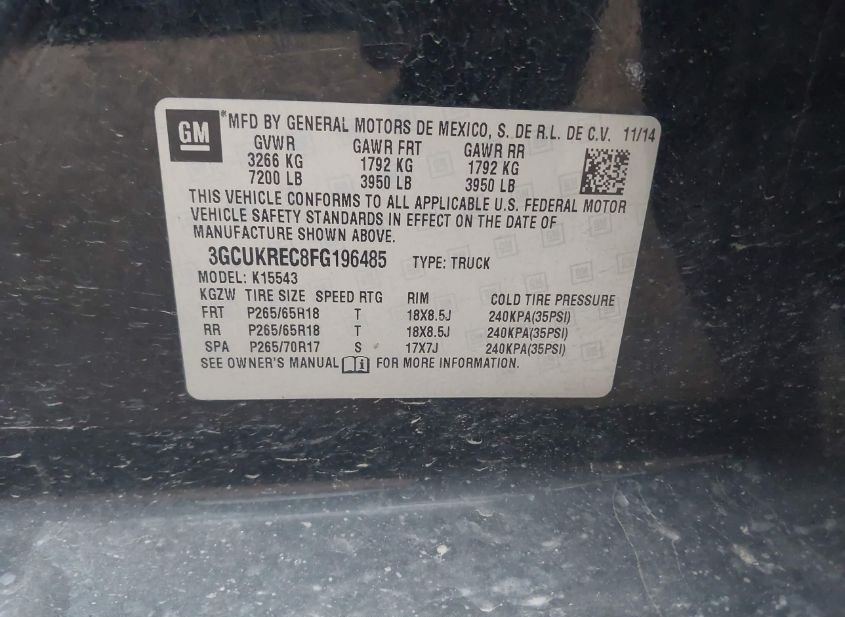 GM *MFD BY GENERAL MOTORS DE MEXICO, S. DE R.L. DE C.V. 11/14
GVWR GAWR FRT GAWR RR
3266 KG 1792 KG 1792 KG
7200 LB 3950 LB 3950 LB
THIS VEHICLE CONFORMS TO ALL APPLICABLE U.S. FEDERAL MOTOR
VEHICLE SAFETY STANDARDS IN EFFECT ON THE DATE OF
MANUFACTURE SHOWN ABOVE.
3GCUKREC8FG196485 TYPE: TRUCK
MODEL: K15543
KGZW TIRE SIZE SPEED RTG RIM COLD TIRE PRESSURE
FRT P265/65R18 T 18X8.5J 240KPA(35PSI)
RR P265/65R18 T 18X8.5J 240KPA(35PSI)
SPA P265/70R17 S 17X7J 240KPA(35PSI)
SEE OWNER'S MANUAL FOR MORE INFORMATION.